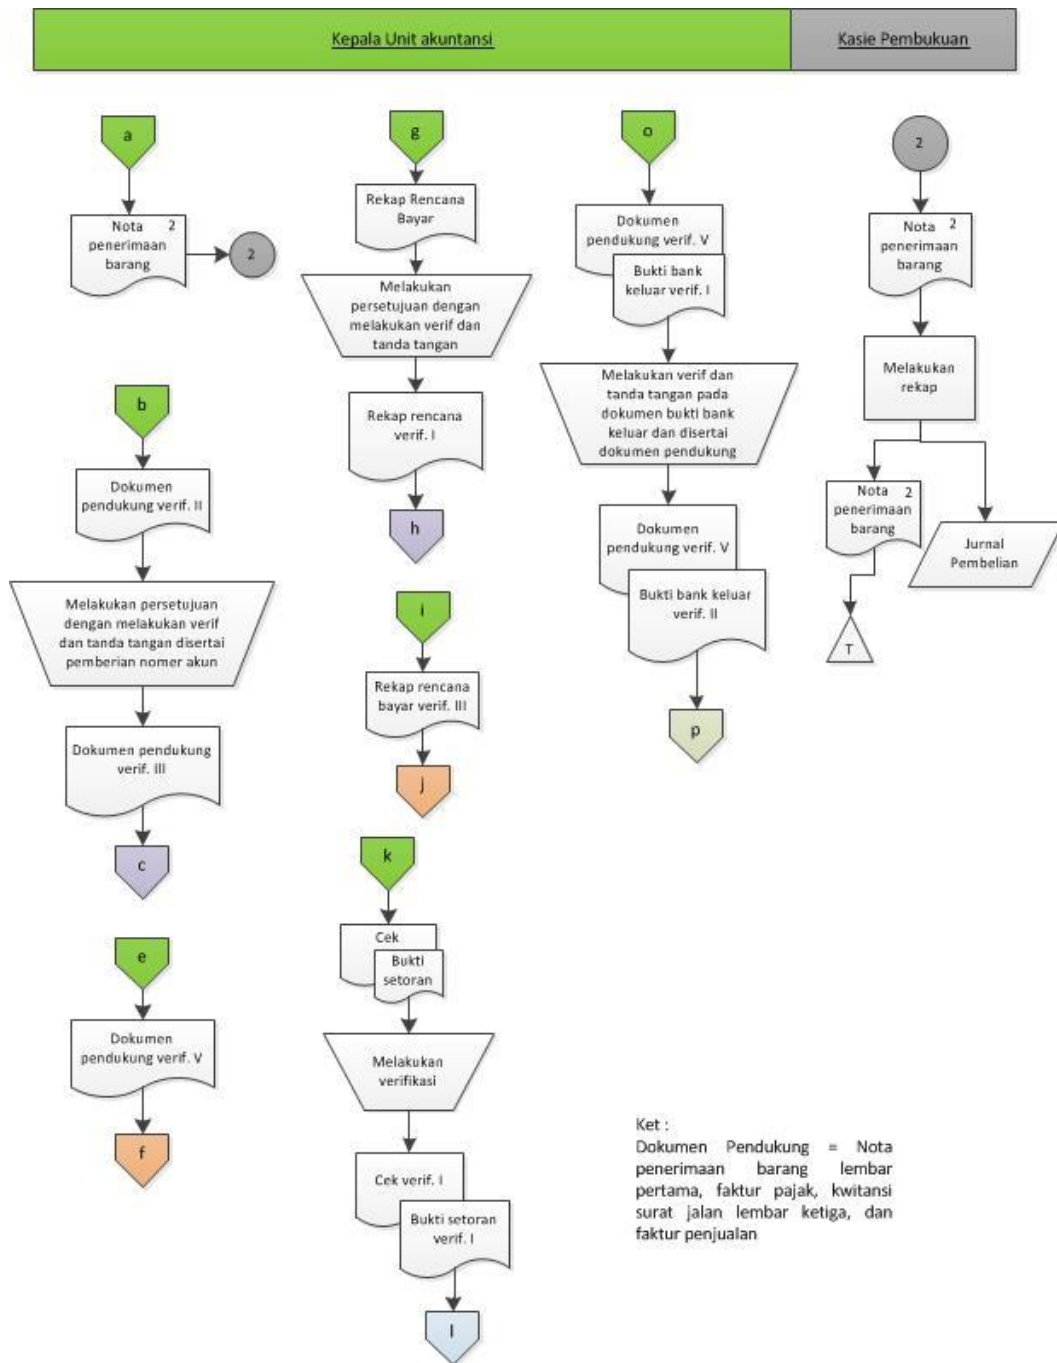 Kepala Unit akuntansi
Kasie Pembukuan
a
Nota 2
penerimaan
barang
2
b
Dokumen
pendukung verif. II
Melakukan persetujuan
dengan melakukan verif
dan tanda tangan disertai
pemberian nomer akun
Dokumen pendukung
verif. III
c
e
Dokumen
pendukung verif. V
f
g
Rekap Rencana
Bayar
Melakukan
persetujuan dengan
melakukan verif dan
tanda tangan
Rekap rencana
verif. I
h
i
Rekap rencana
bayar verif. III
j
k
Cek
Bukti
setoran
Melakukan
verifikasi
Cek verif. I
Bukti setoran
verif. I
l
o
Dokumen
pendukung verif. V
Bukti bank
keluar verif. I
Melakukan verif dan
tanda tangan pada
dokumen bukti bank
keluar dan disertai
dokumen pendukung
Dokumen
pendukung verif. V
Bukti bank keluar
verif. II
p
2
Nota 2
penerimaan
barang
Melakukan
rekap
Nota 2
penerimaan
barang
Jurnal
Pembelian
T
Ket :
Dokumen Pendukung = Nota
penerimaan barang lembar
pertama, faktur pajak, kwitansi
surat jalan lembar ketiga, dan
faktur penjualan